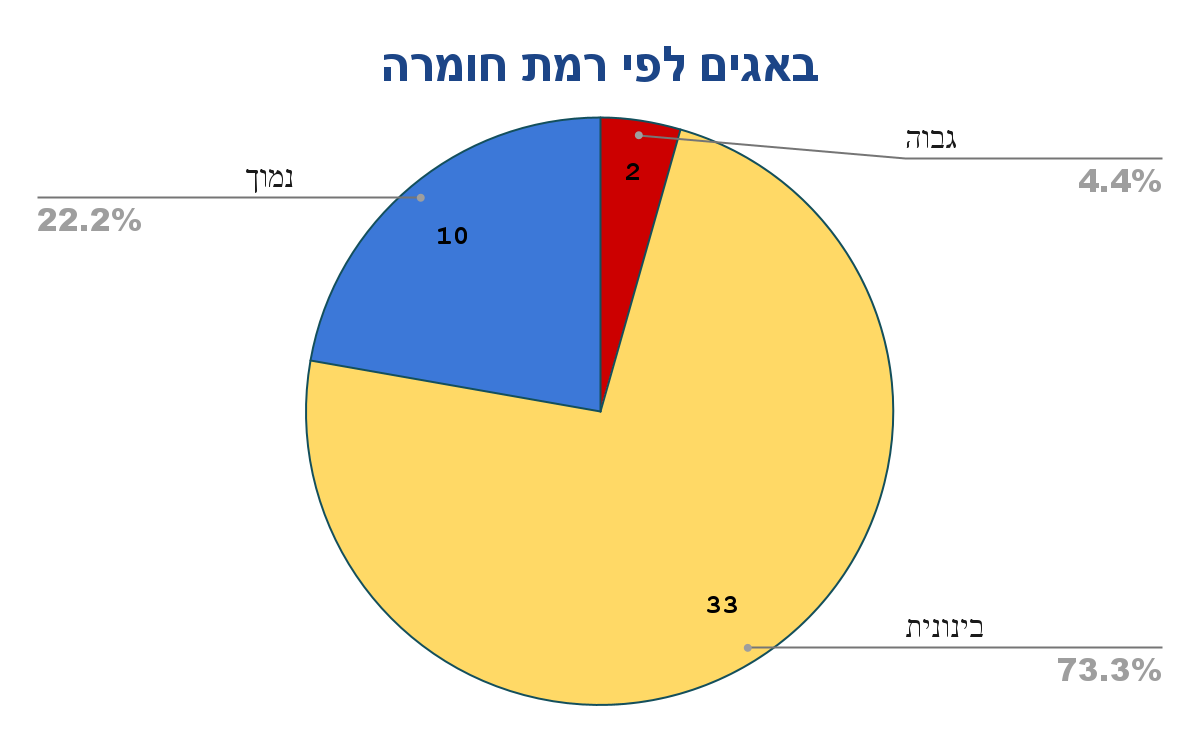 באגים לפי רמת חומרה
גבוה
4.4%
2
נמוך
22.2%
10
33
בינונית
73.3%